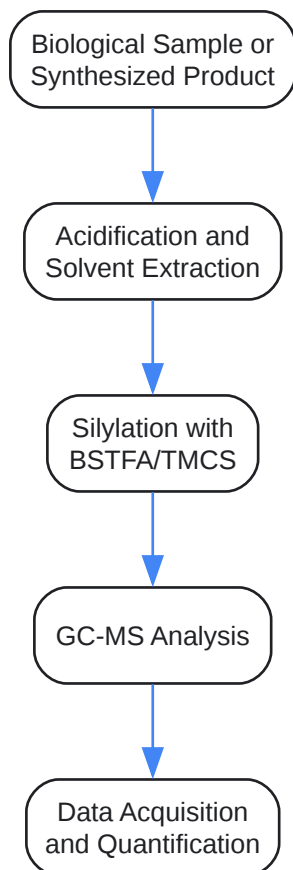 Biological Sample or
Synthesized Product
Acidification and
Solvent Extraction
Silylation with
BSTFA/TMCS
GC-MS Analysis
Data Acquisition
and Quantification